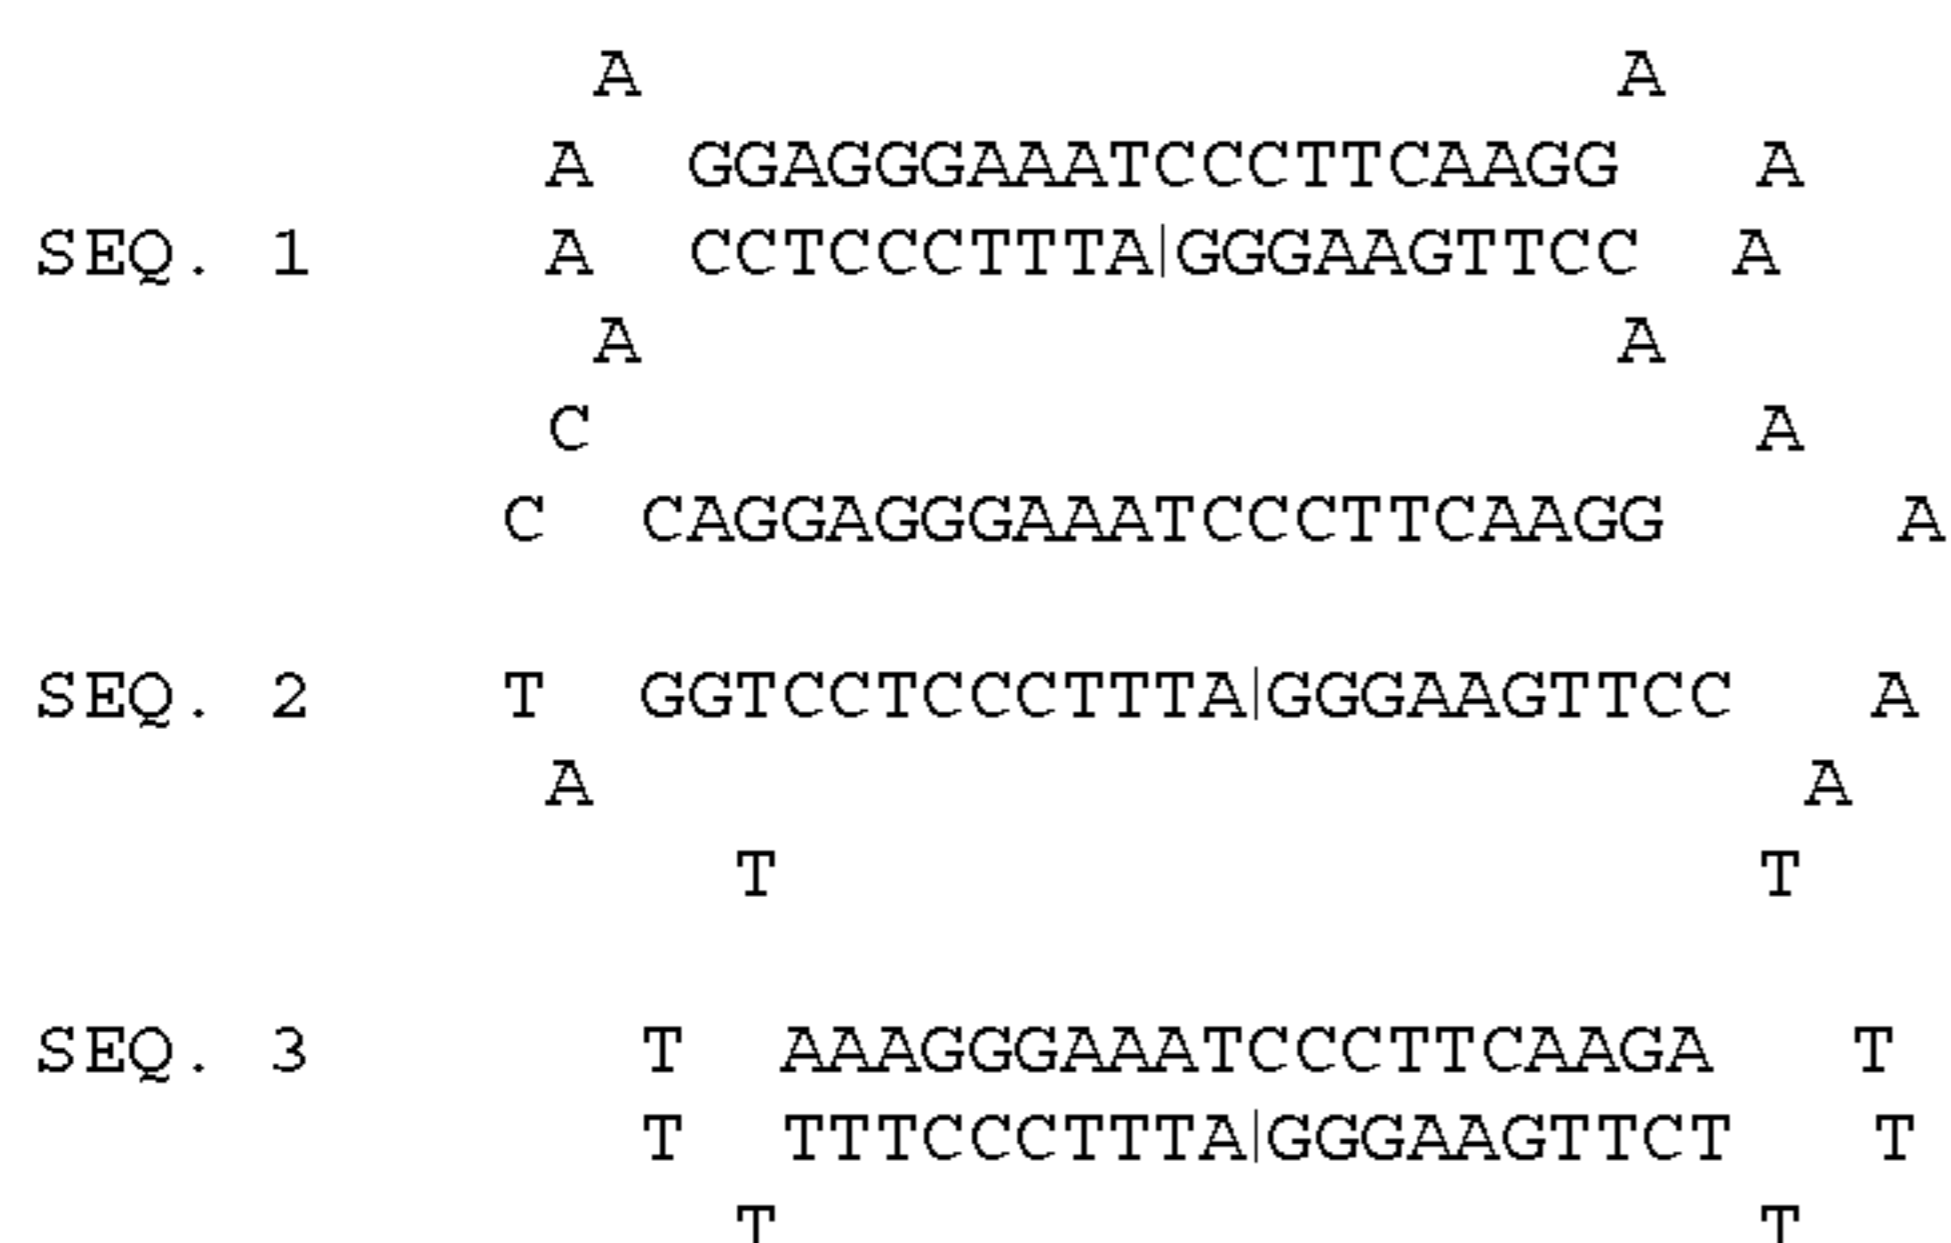 A A
A GGAGGGAAATCCCTTCAAGG A
SEQ. 1 A CCTCCCTTTA|GGGAAGTTCC A
A A
C A
C CAGGAGGGAAATCCCTTCAAGG A
SEQ. 2 T GGTCCTCCCTTTA|GGGAAGTTCC A
A A
T T
SEQ. 3 T AAAGGGAAATCCCTTCAAGA T
T TTTCCCTTTA|GGGAAGTTCT T
T T